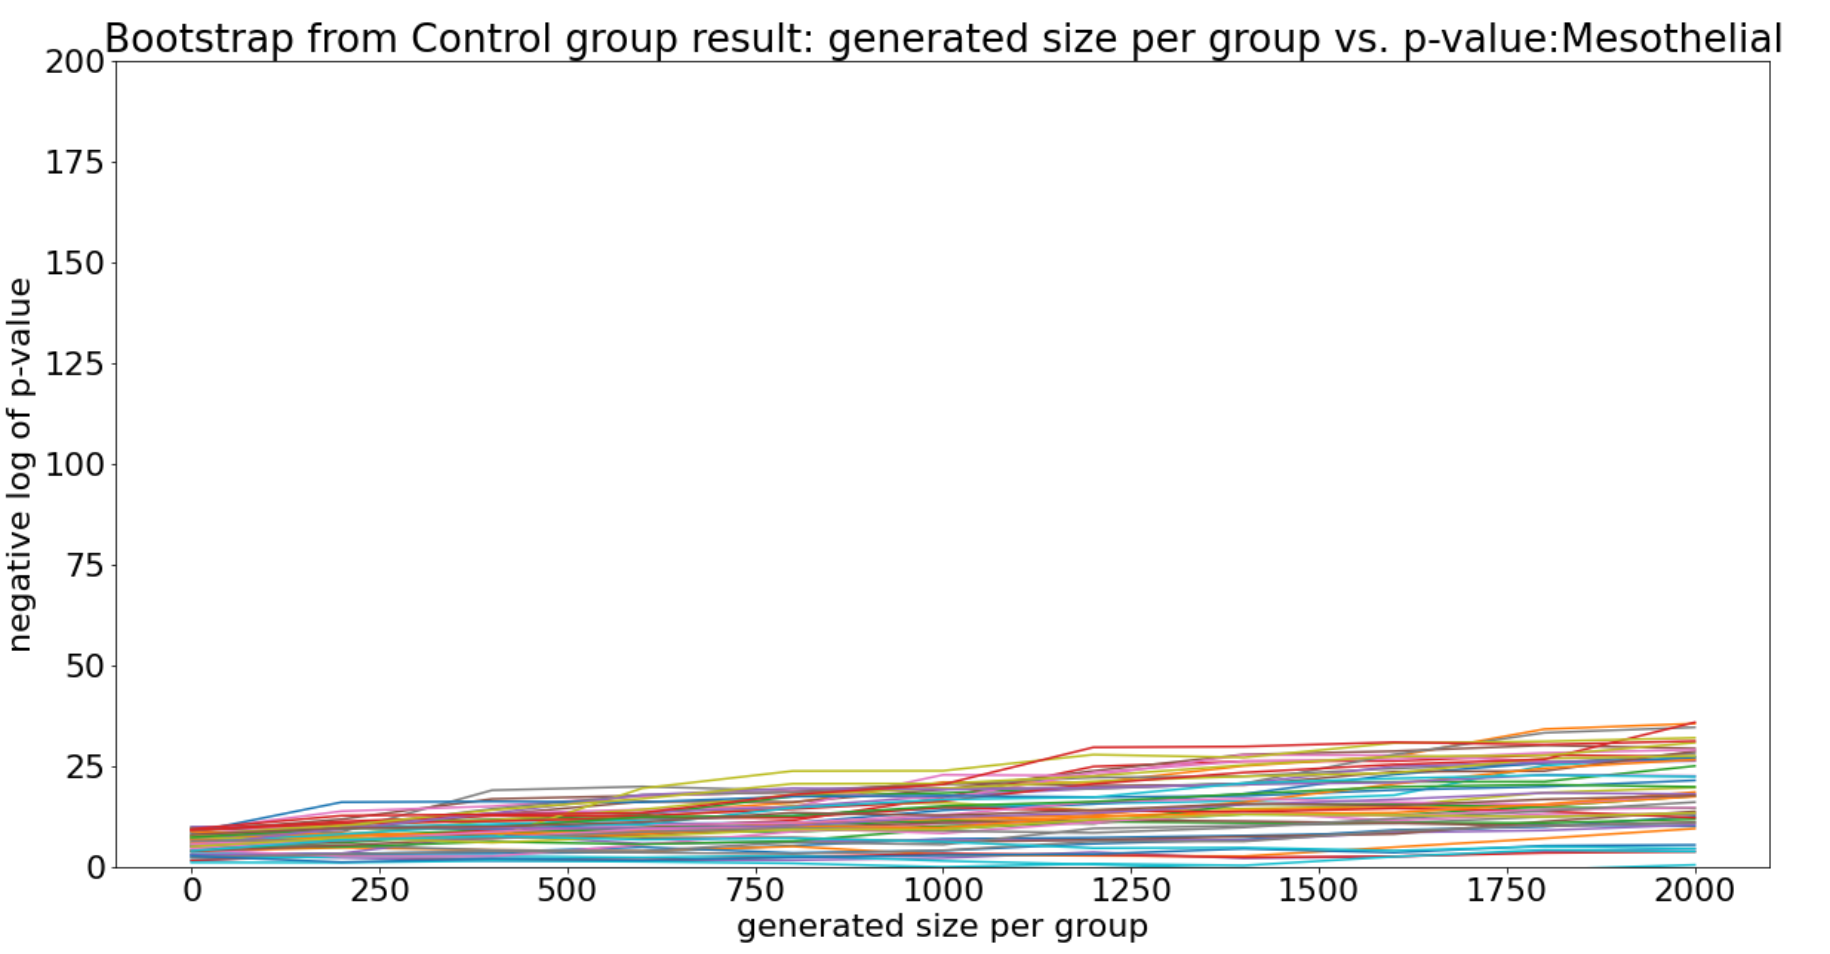 Bootstrap from Control group result: generated size per group vs. p-value:Mesothelial
200
175
150
125
100
75
50
25
0
negative log of p-value
0 250 500 750 1000 1250 1500 1750 2000
generated size per group